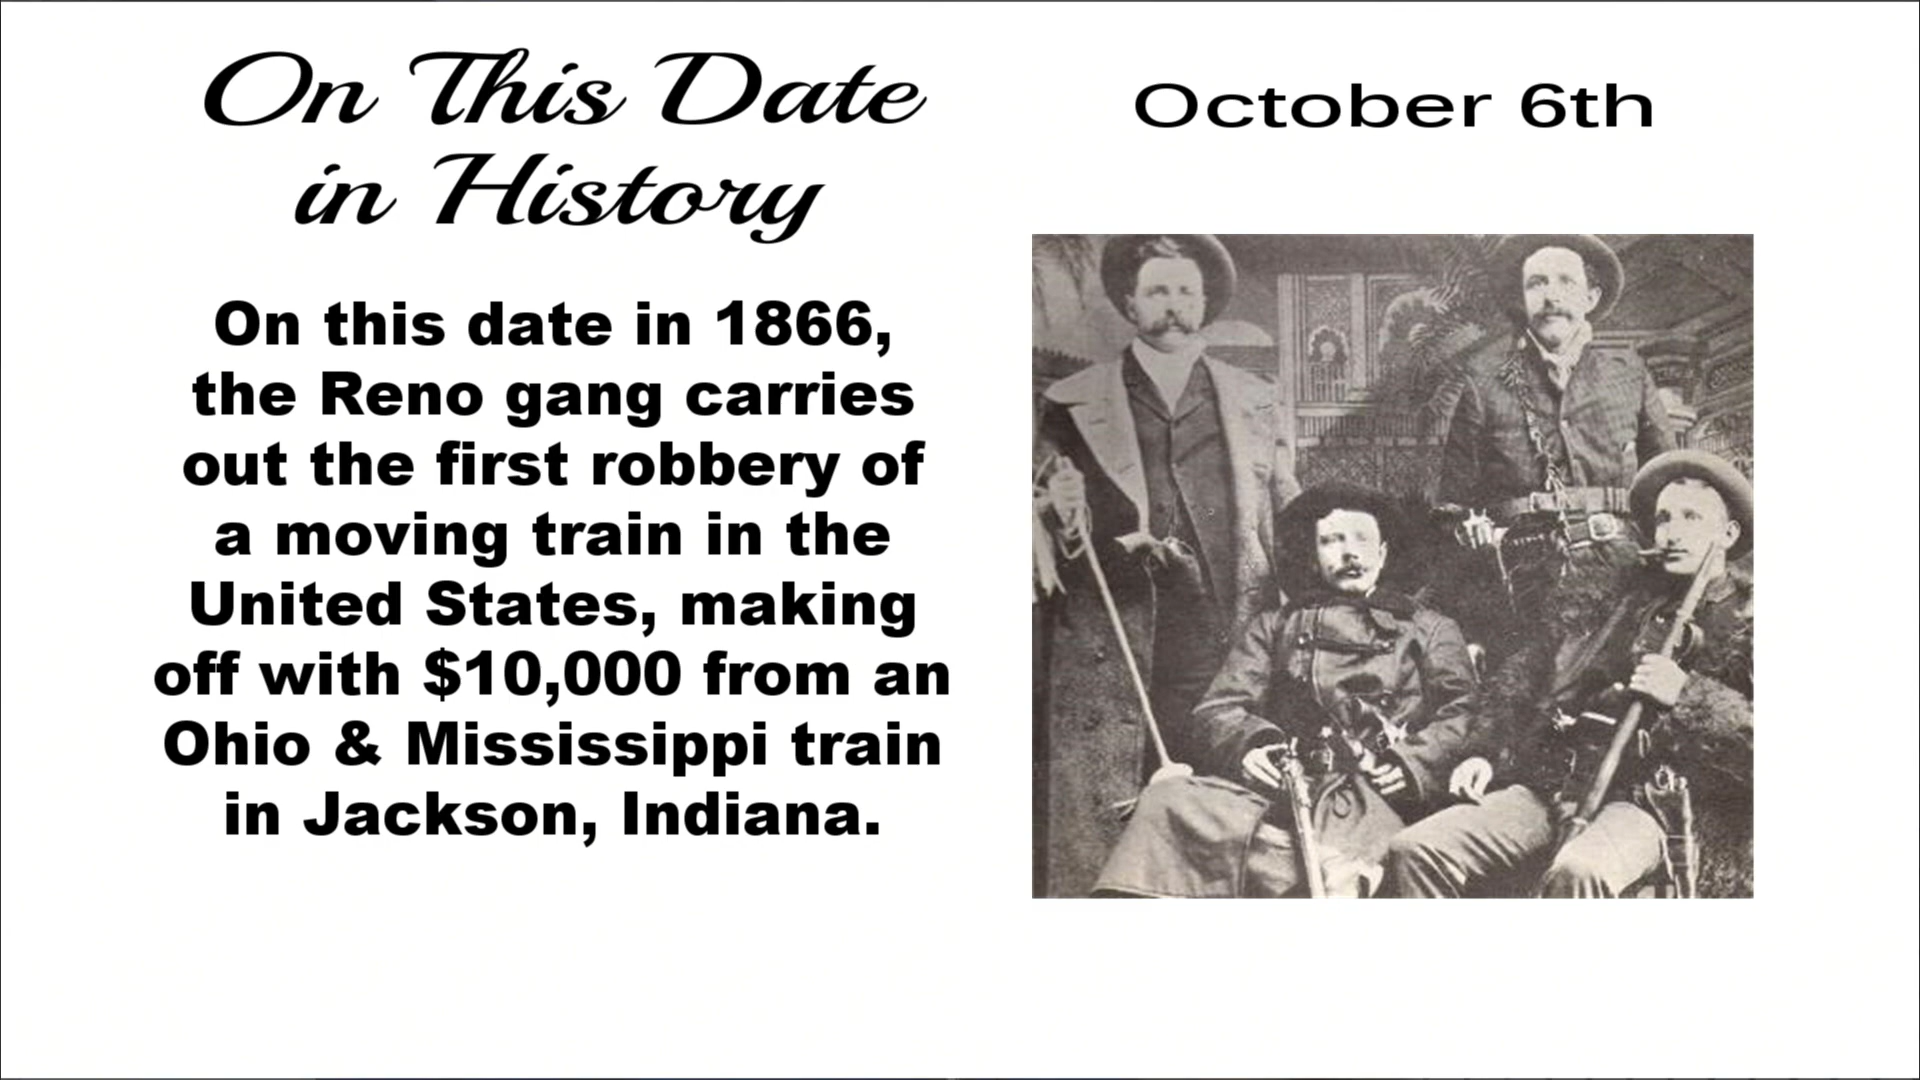 On This Date
in History
October 6th
On this date in 1866,
the Reno gang carries
out the first robbery of
a moving train in the
United States, making
off with $10,000 from an
Ohio & Mississippi train
in Jackson, Indiana.